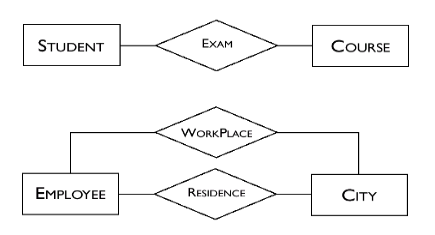 STUDENT
EXAM
COURSE
WORKPLACE
EMPLOYEE
RESIDENCE
CITY